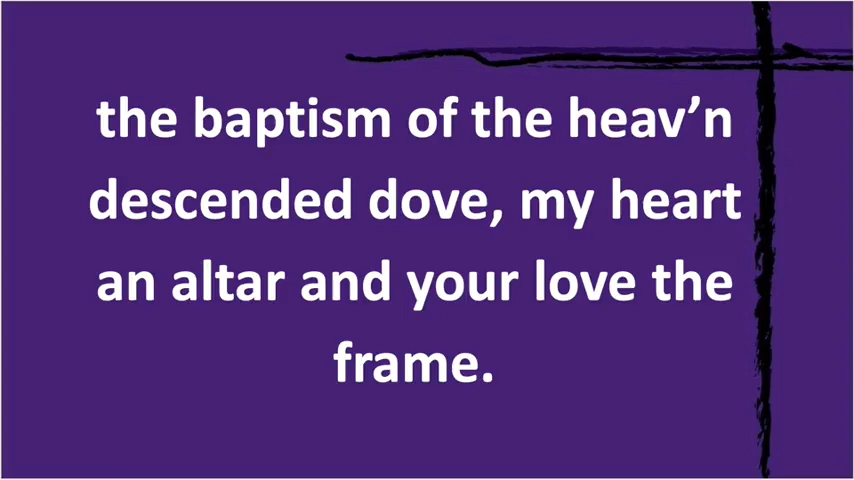 the baptism of the heav’n
descended dove, my heart
an altar and your love the
frame.